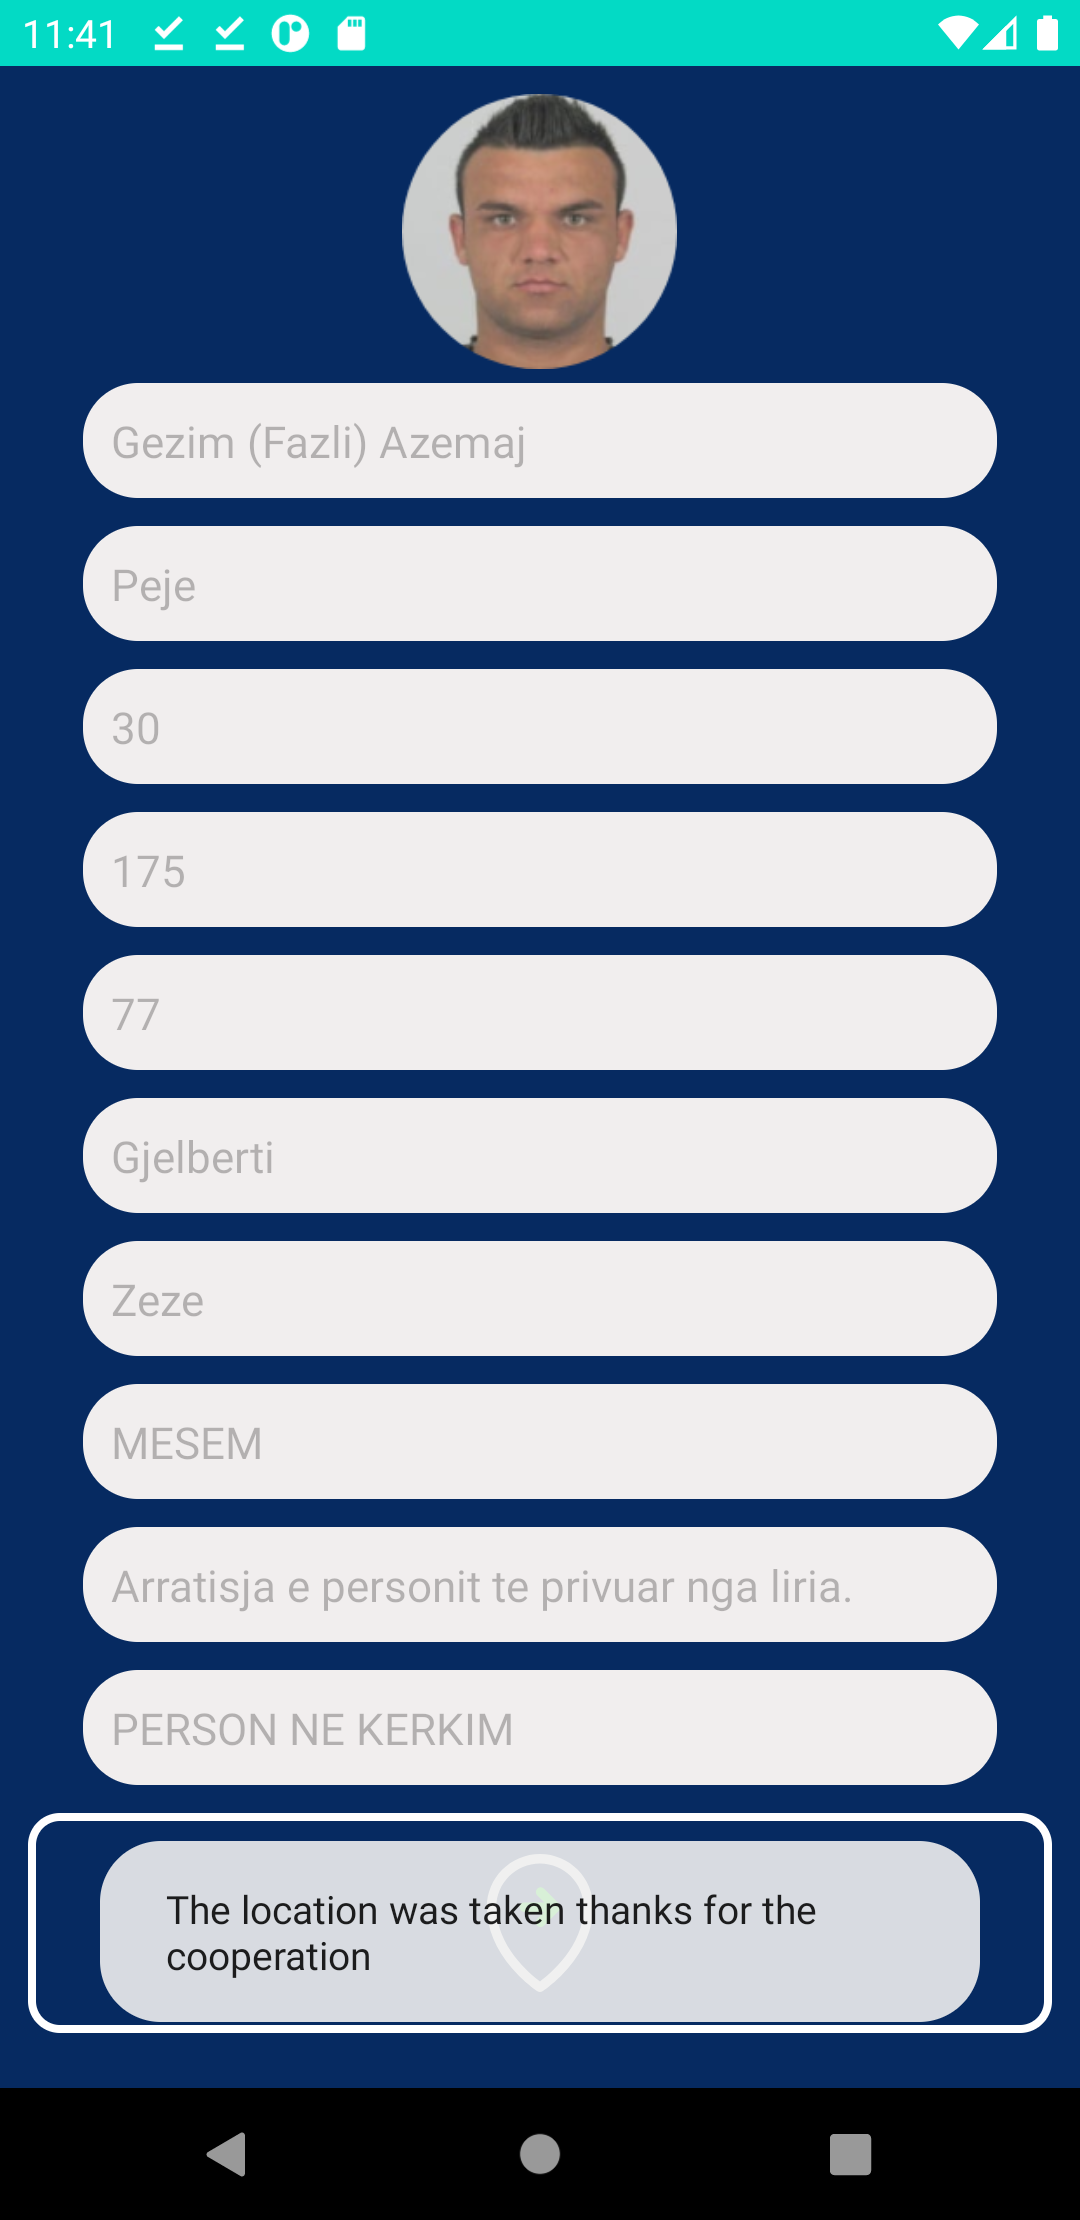 11:41
Gezim (Fazli) Azemaj
Peje
30
175
77
Gjelberti
Zeze
MESEM
Arratisja e personit te privuar nga liria.
PERSON NE KERKIM
The location was taken thanks for the
cooperation